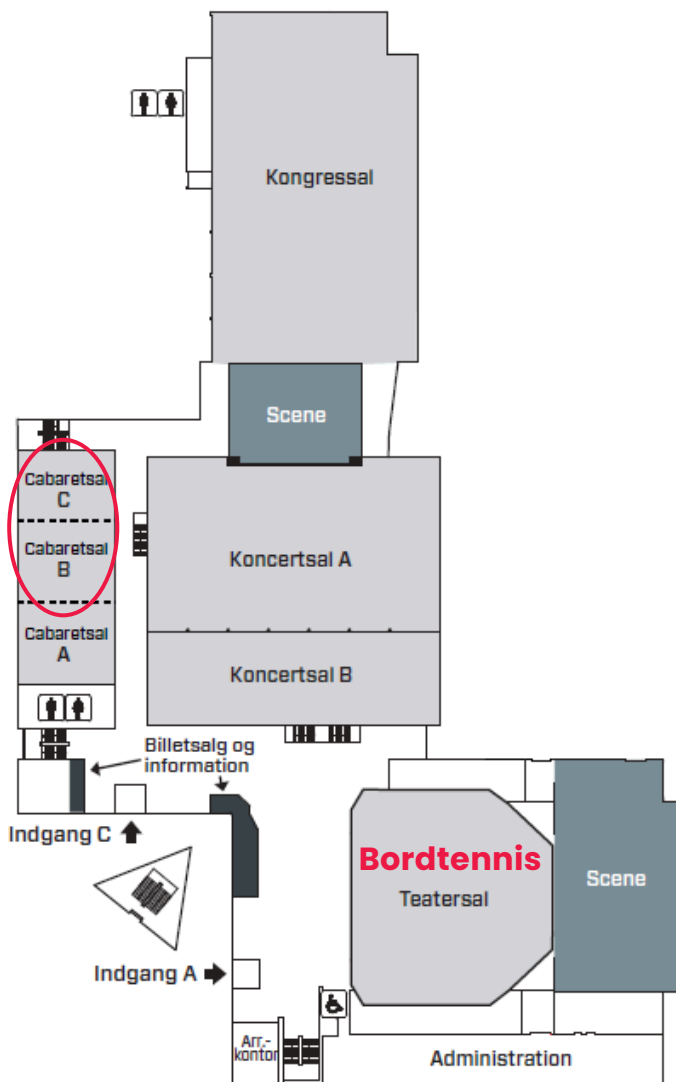 Kongressal
Scene
Cabaretsal
C
Cabaretsal
B
Cabaretsal
A
Koncertsal A
Koncertsal B
Billetsalg og
information
Indgang C
Bordtennis
Teatersal
Scene
Indgang A
Arr.-
kontor
Administration